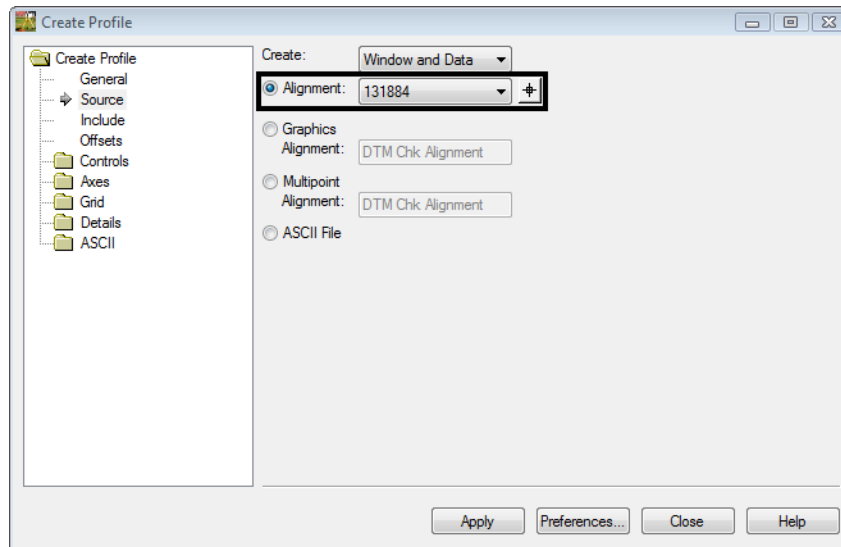 Create Profile
Create Profile
General
Source
Include
Offsets
Controls
Axes
Grid
Details
ASCII
Create: Window and Data
Alignment: 131884
Graphics
Alignment: DTM Chk Alignment
Multipoint
Alignment: DTM Chk Alignment
ASCII File
Apply Preferences... Close Help